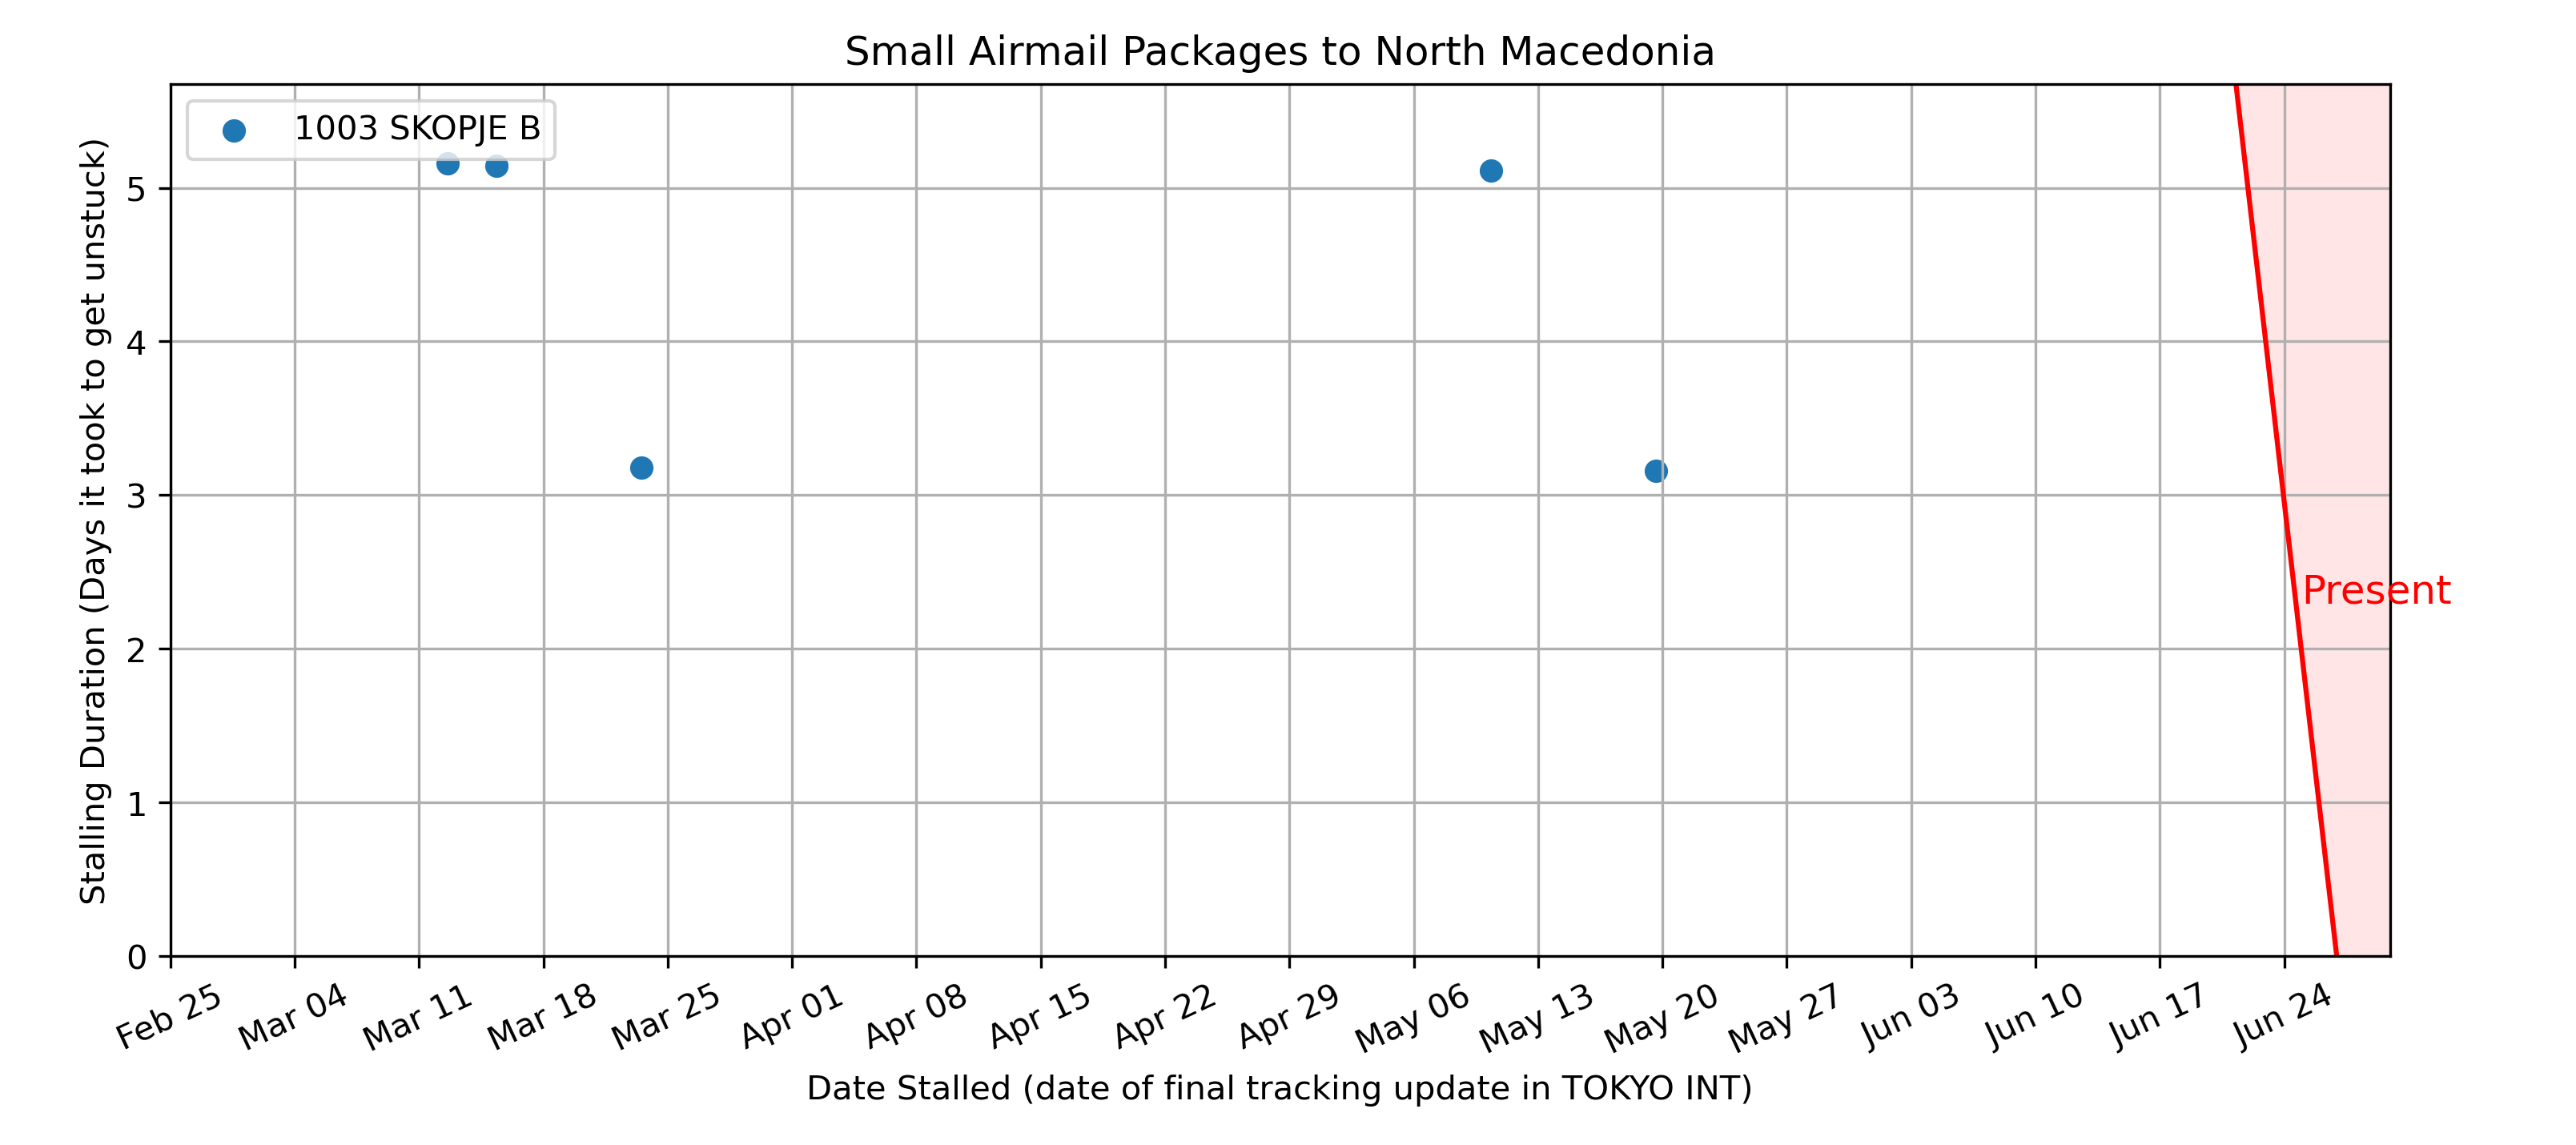 Small Airmail Packages to North Macedonia
1003 SKOPJE B
Stalling Duration (Days it took to get unstuck)
5
4
3
2
1
0
Present
Feb 25
Mar 04
Mar 11
Mar 18
Mar 25
Apr 01
Apr 08
Apr 15
Apr 22
Apr 29
May 06
May 13
May 20
May 27
Jun 03
Jun 10
Jun 17
Jun 24
Date Stalled (date of final tracking update in TOKYO INT)